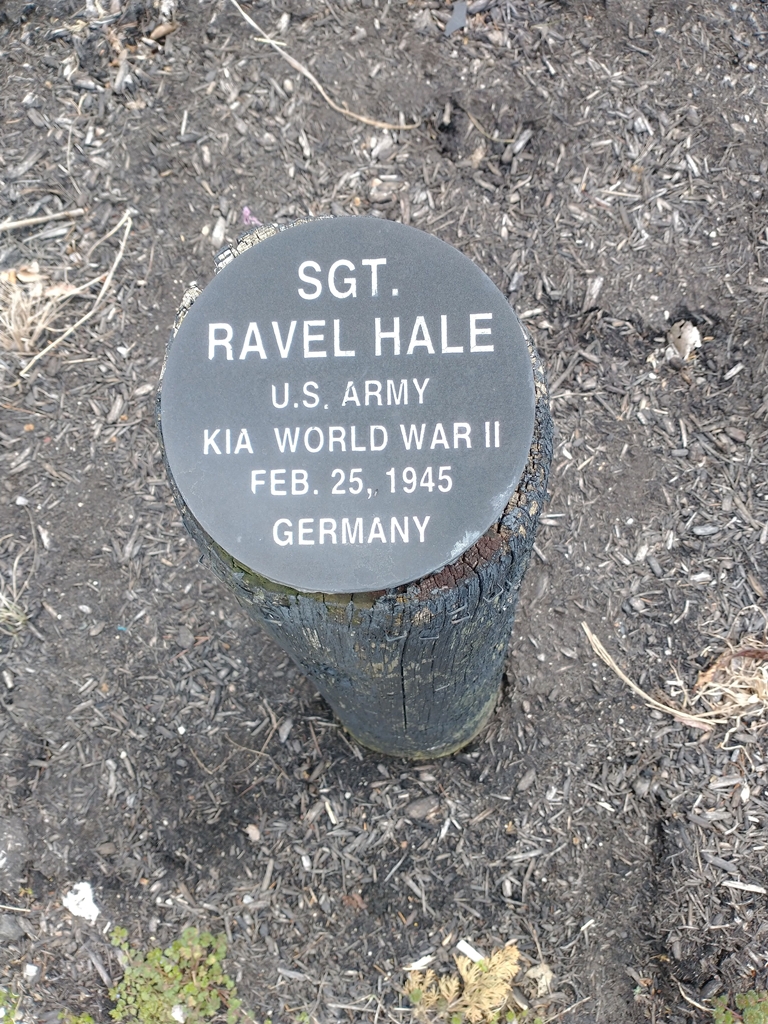 SGT.
RAVEL HALE
U.S. ARMY
KIA WORLD WAR II
FEB. 25, 1945
GERMANY